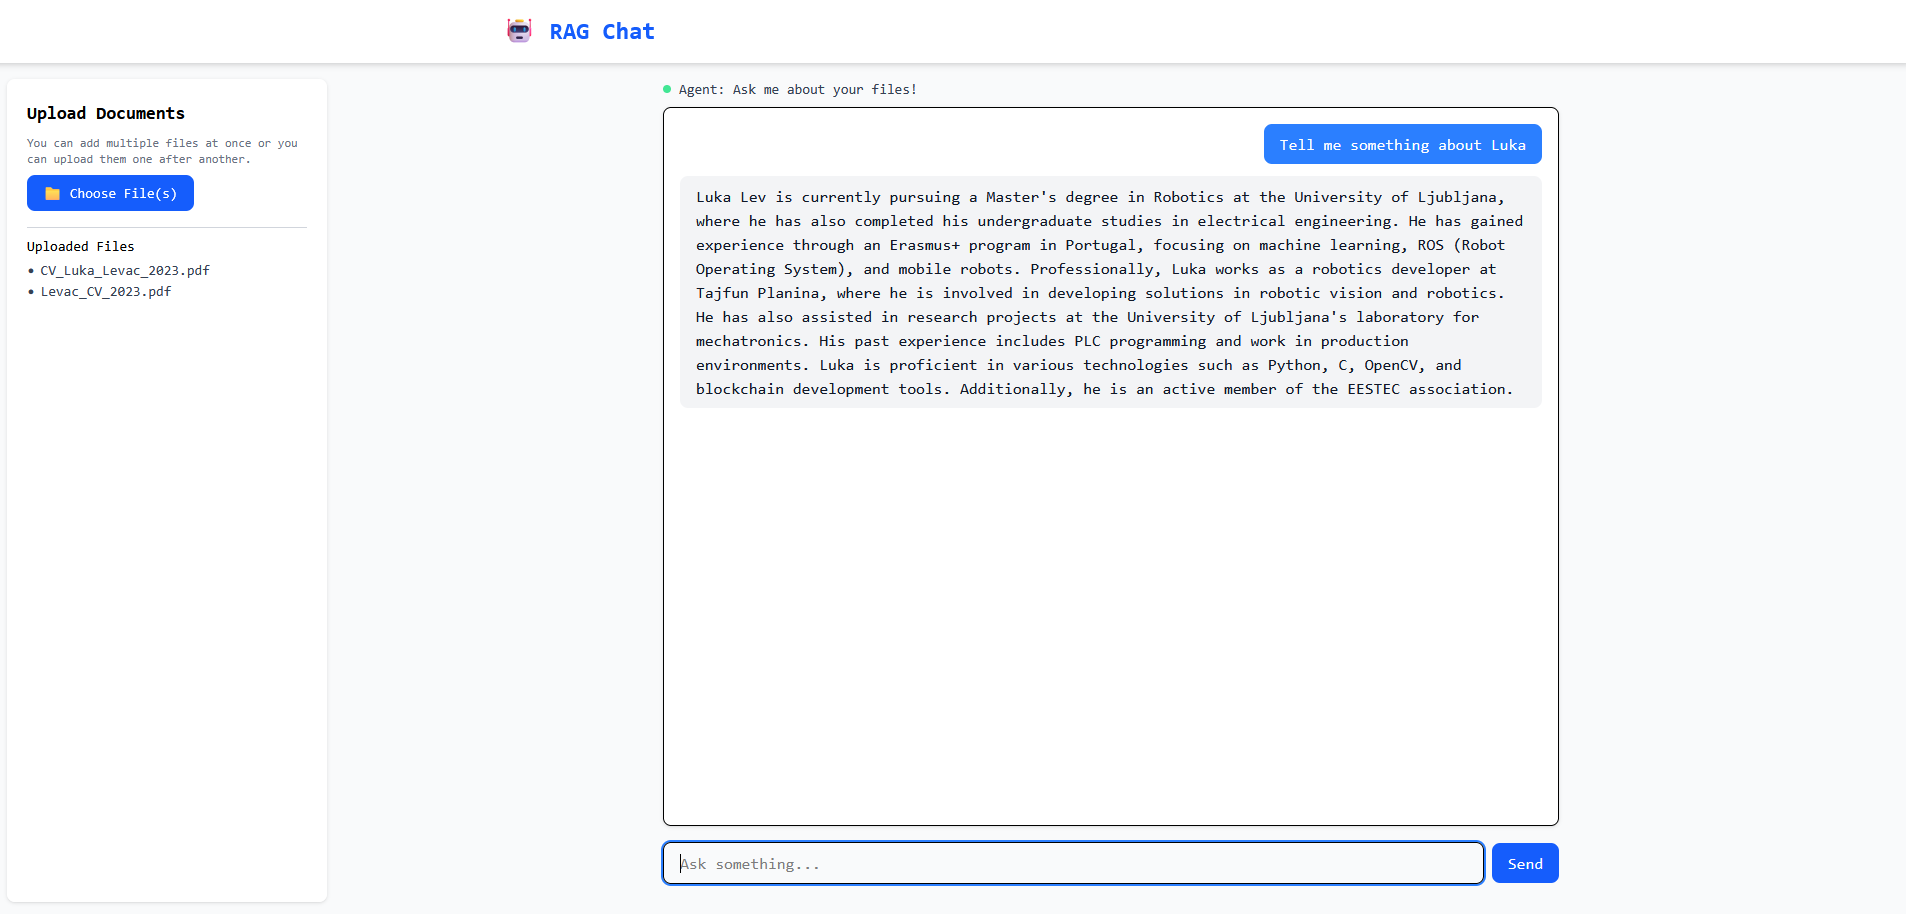 RAG Chat
Upload Documents
You can add multiple files at once or you
can upload them one after another.
Choose File(s)
Uploaded Files
• CV_Luka_Levac_2023.pdf
• Levac_CV_2023.pdf
Agent: Ask me about your files!
Tell me something about Luka
Luka Lev is currently pursuing a Master's degree in Robotics at the University of Ljubljana,
where he has also completed his undergraduate studies in electrical engineering. He has gained
experience through an Erasmus+ program in Portugal, focusing on machine learning, ROS (Robot
Operating System), and mobile robots. Professionally, Luka works as a robotics developer at
Tajfun Planina, where he is involved in developing solutions in robotic vision and robotics.
He has also assisted in research projects at the University of Ljubljana's laboratory for
mechatronics. His past experience includes PLC programming and work in production
environments. Luka is proficient in various technologies such as Python, C, OpenCV, and
blockchain development tools. Additionally, he is an active member of the EESTEC association.
Ask something...
Send